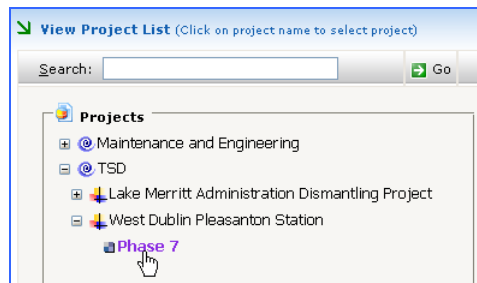 View Project List (Click on project name to select project)
Search: Go
Projects
Maintenance and Engineering
TSD
Lake Merritt Administration Dismantling Project
West Dublin Pleasanton Station
Phase 7